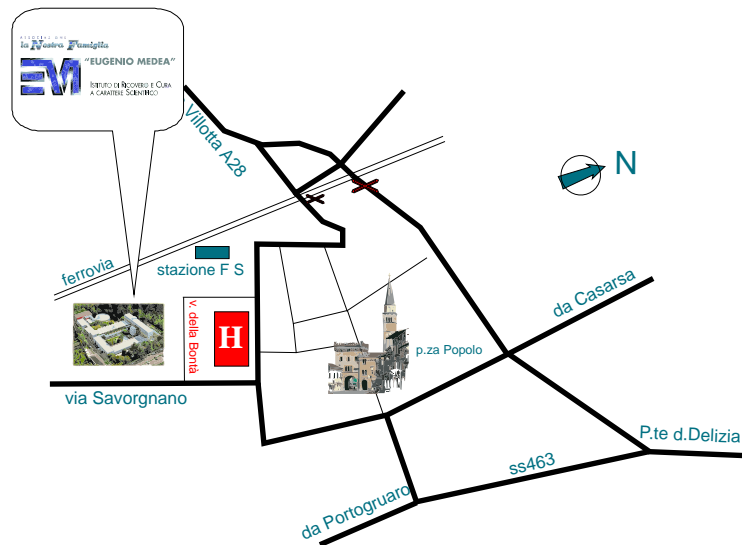 ASSOCIAZIONE
la Nostra Famiglia
"EUGENIO MEDEA"
ISTITUTO DI RICOVERO E CURA
A CARATTERE SCIENTIFICO
Villotta A28
N
ferrovia
stazione F S
da Casarsa
v. della Bontà
H
p.za Popolo
via Savorgnano
P.te d.Delizia
ss463
da Portogruaro